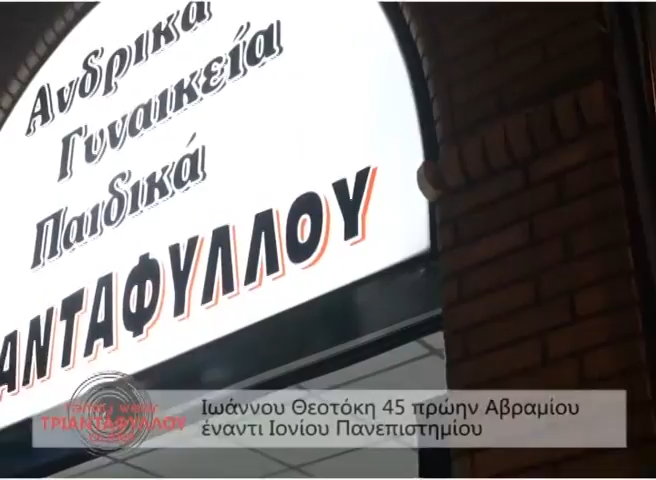 Ανδρικά
Γυναικεία
Παιδικά
ΑΝΤΑΦΥΛΛΟΥ
ΤΡΙΑΝΤΑΦΥΛΛΟΥ
Ιωάννου Θεοτόκη 45 πρώην Αβραμίου
έναντι Ιονίου Πανεπιστημίου